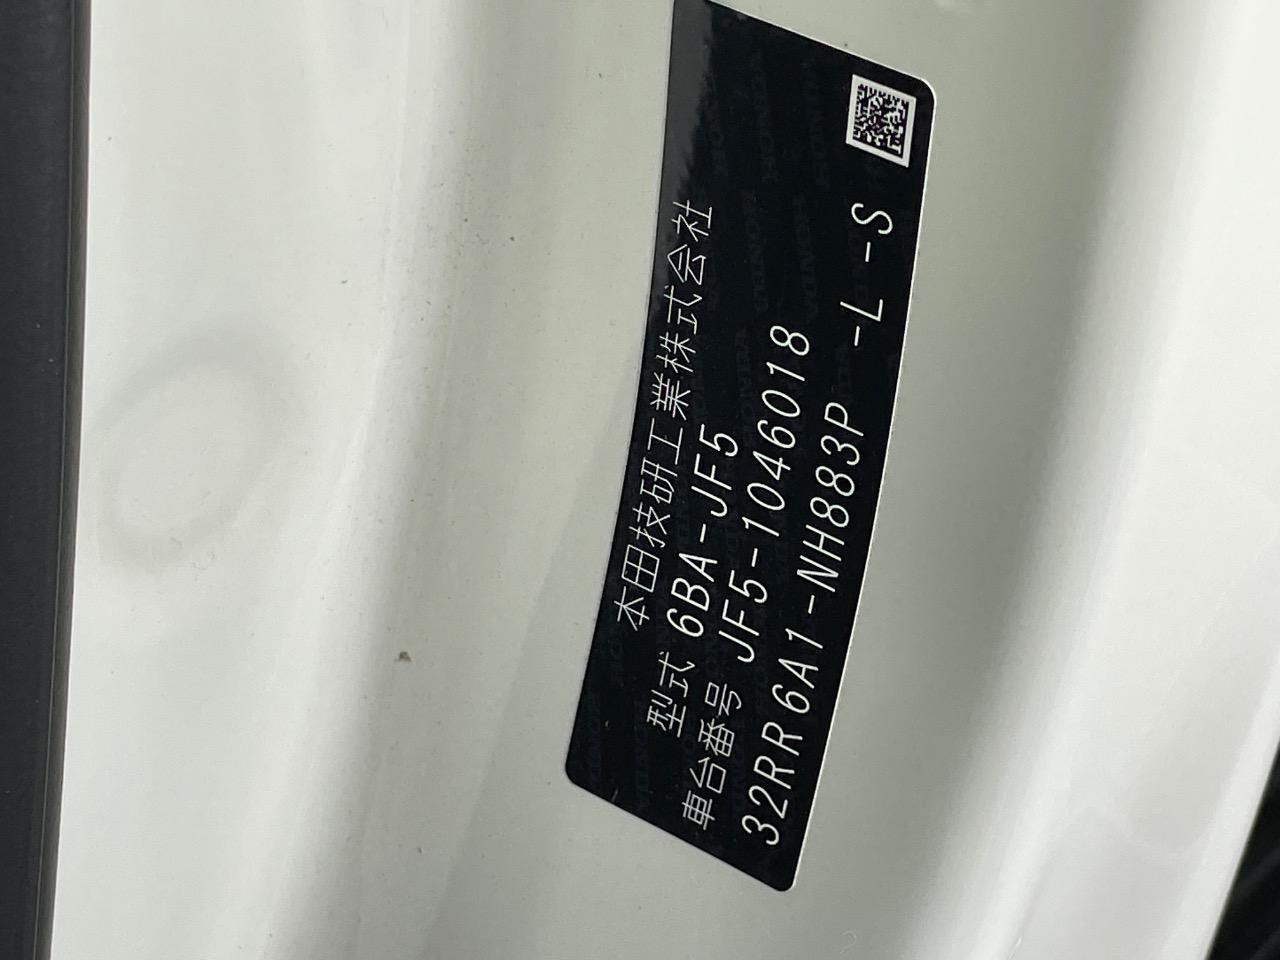 本田技研工業株式会社
型式 6BA-JF5
車台番号 JF5-1046018
32RR6A1-NH883P -L-S